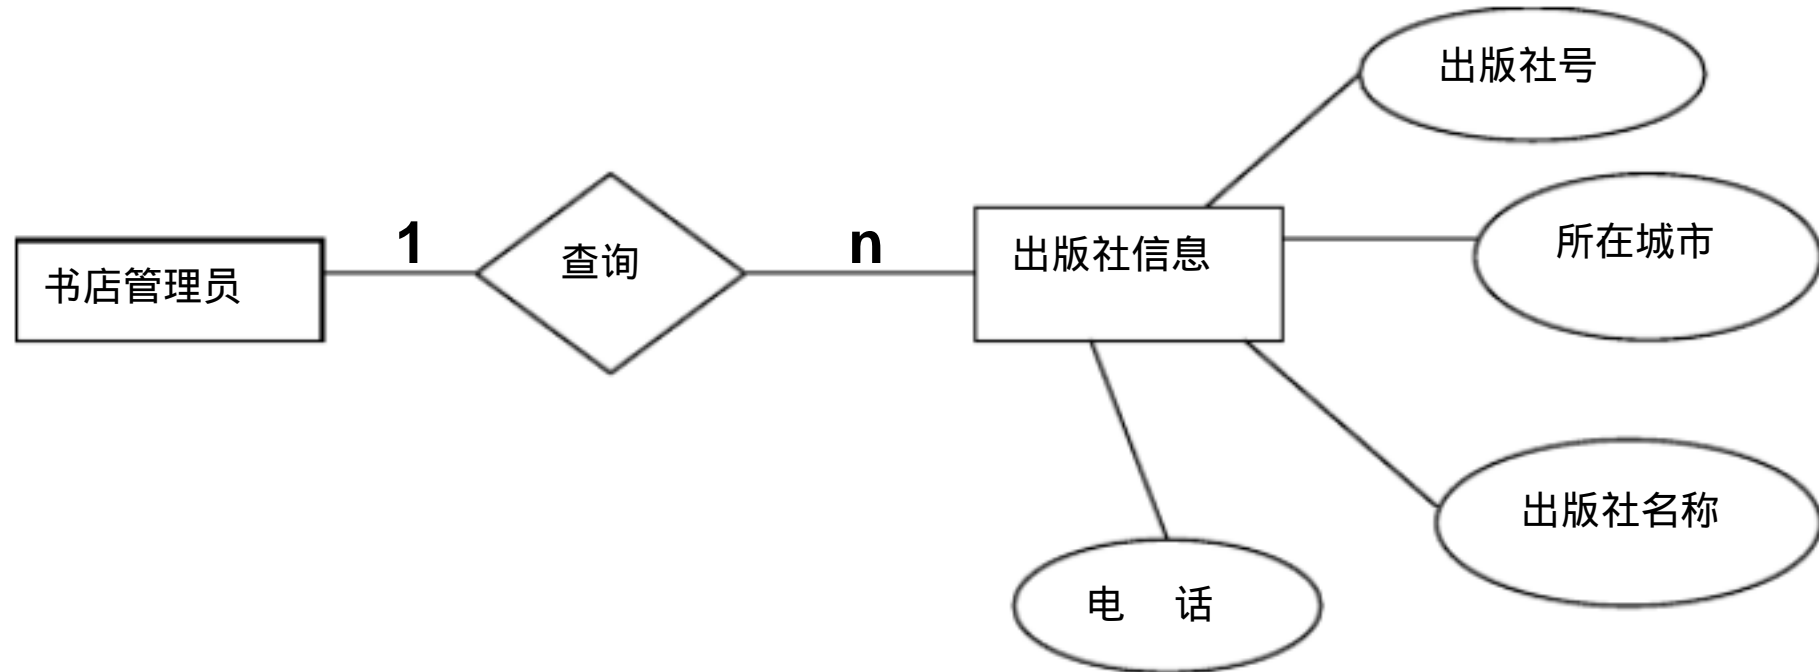 出版社号
所在城市
书店管理员
1
查询
n
出版社信息
出版社名称
电 话